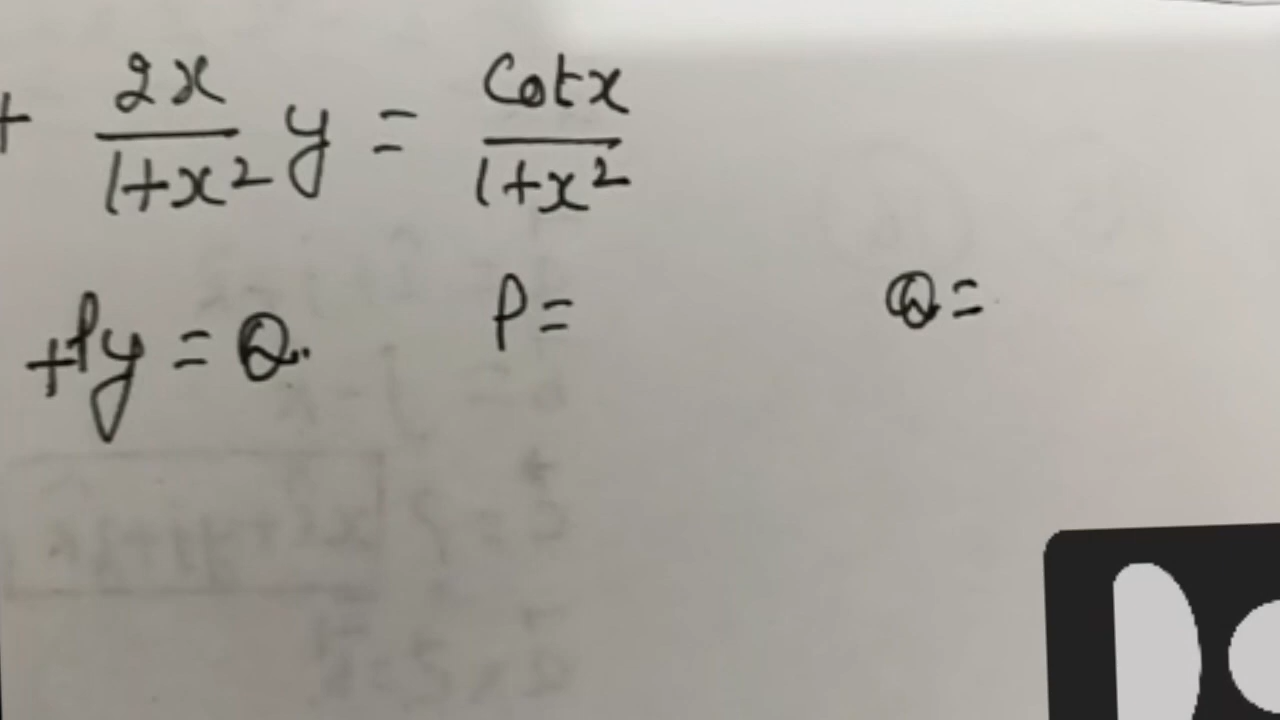 + 2x/1+x² y = Cotx/1+x²
+Py = Q. P= Q=